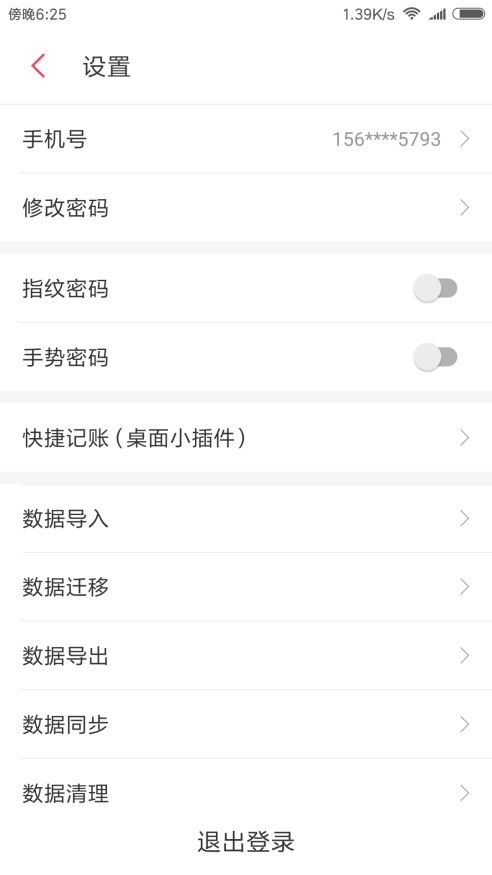 傍晚6:25 1.39K/s
设置
手机号 156****5793
修改密码
指纹密码
手势密码
快捷记账(桌面小插件)
数据导入
数据迁移
数据导出
数据同步
数据清理
退出登录